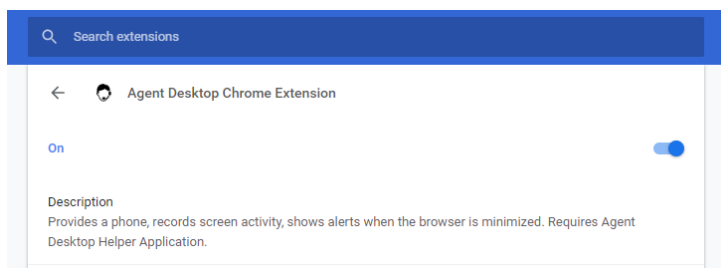 Search extensions
Agent Desktop Chrome Extension
On
Description
Provides a phone, records screen activity, shows alerts when the browser is minimized. Requires Agent
Desktop Helper Application.